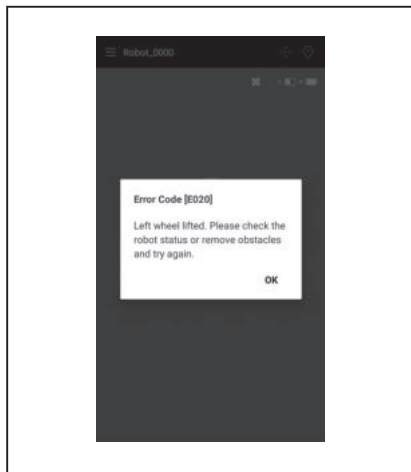 Robot_0000
Error Code [E020]
Left wheel lifted. Please check the
robot status or remove obstacles
and try again.
OK